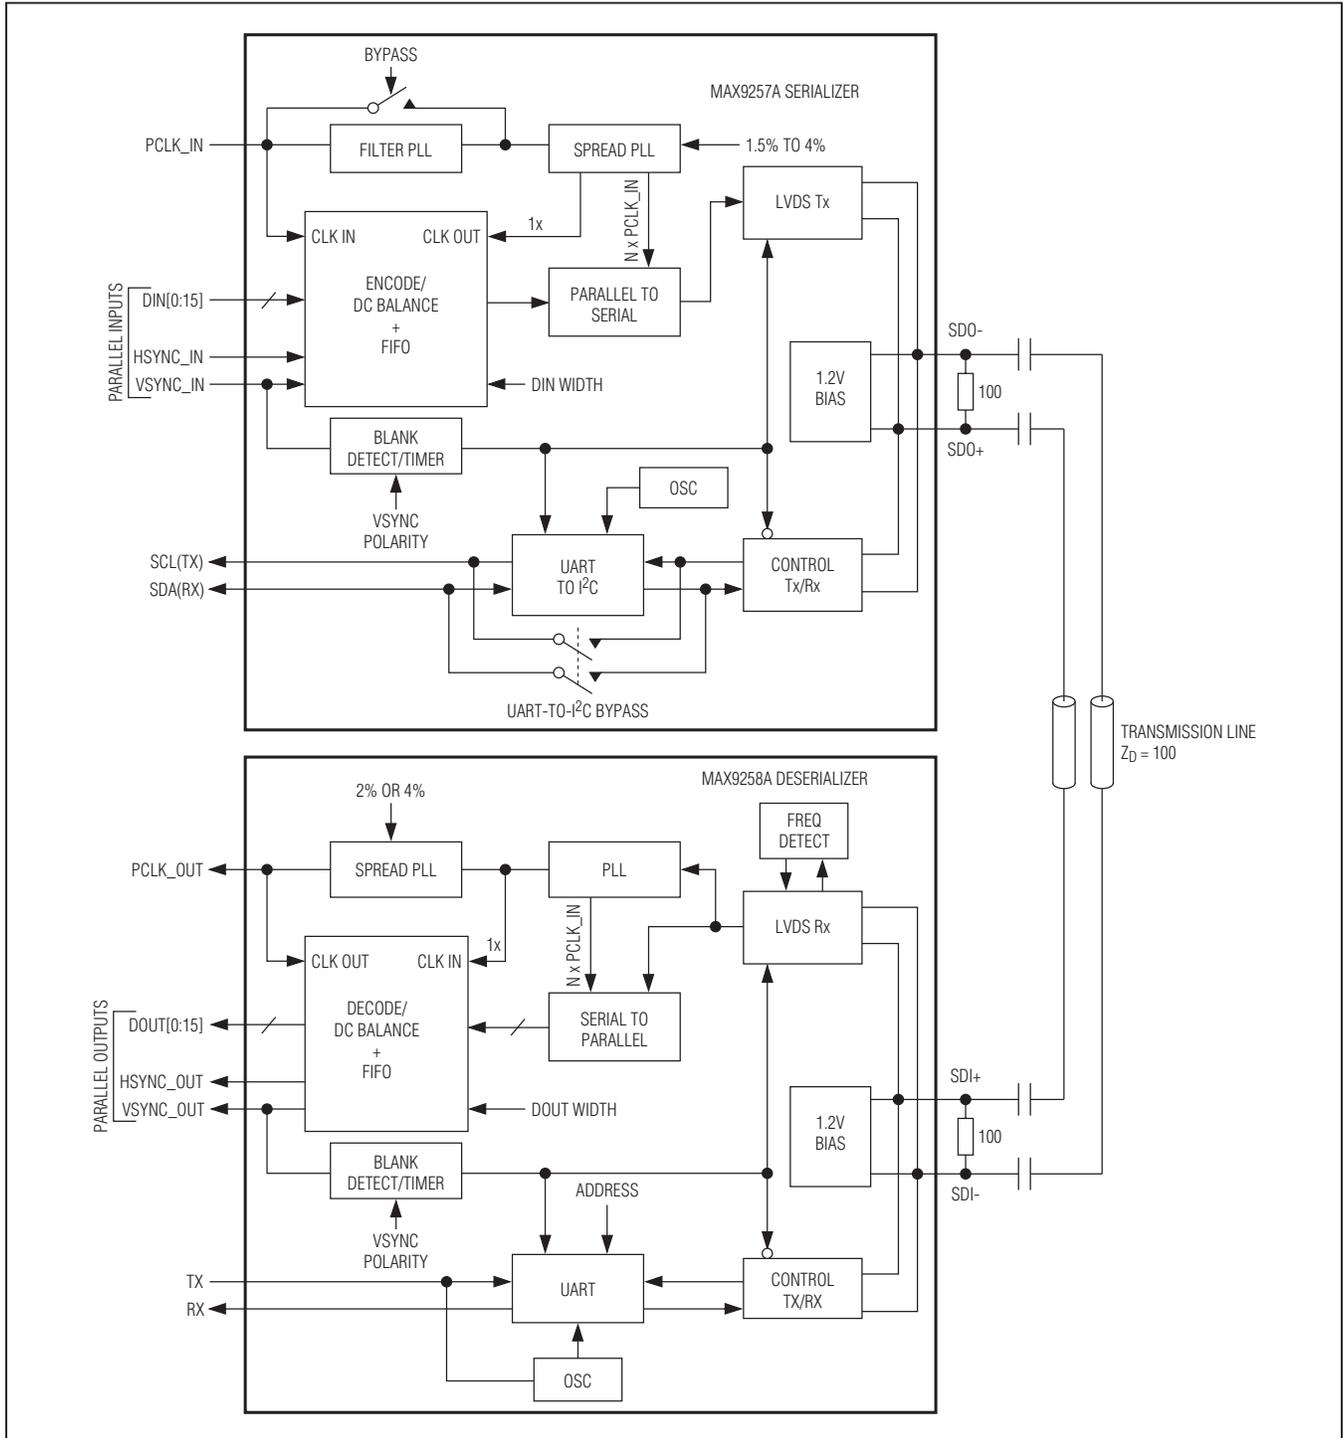 BYPASS
MAX9257A SERIALIZER
PCLK_IN
FILTER PLL
SPREAD PLL
1.5% TO 4%
N x PCLK_IN
LVDS Tx
1x
CLK IN
CLK OUT
PARALLEL INPUTS
DIN[0:15]
HSYNC_IN
VSYNC_IN
ENCODE/
DC BALANCE
+
FIFO
PARALLEL TO
SERIAL
DIN WIDTH
1.2V
BIAS
SDO-
100
SDO+
BLANK
DETECT/TIMER
VSYNC
POLARITY
OSC
SCL(TX)
SDA(RX)
UART
TO I²C
CONTROL
Tx/Rx
UART-TO-I²C BYPASS
TRANSMISSION LINE
Z_D = 100
MAX9258A DESERIALIZER
2% OR 4%
FREQ
DETECT
PCLK_OUT
SPREAD PLL
PLL
N x PCLK_IN
LVDS Rx
1x
CLK OUT
CLK IN
PARALLEL OUTPUTS
DOUT[0:15]
HSYNC_OUT
VSYNC_OUT
DECODE/
DC BALANCE
+
FIFO
SERIAL TO
PARALLEL
DOUT WIDTH
1.2V
BIAS
SDI+
100
SDI-
BLANK
DETECT/TIMER
VSYNC
POLARITY
ADDRESS
TX
RX
UART
CONTROL
TX/RX
OSC